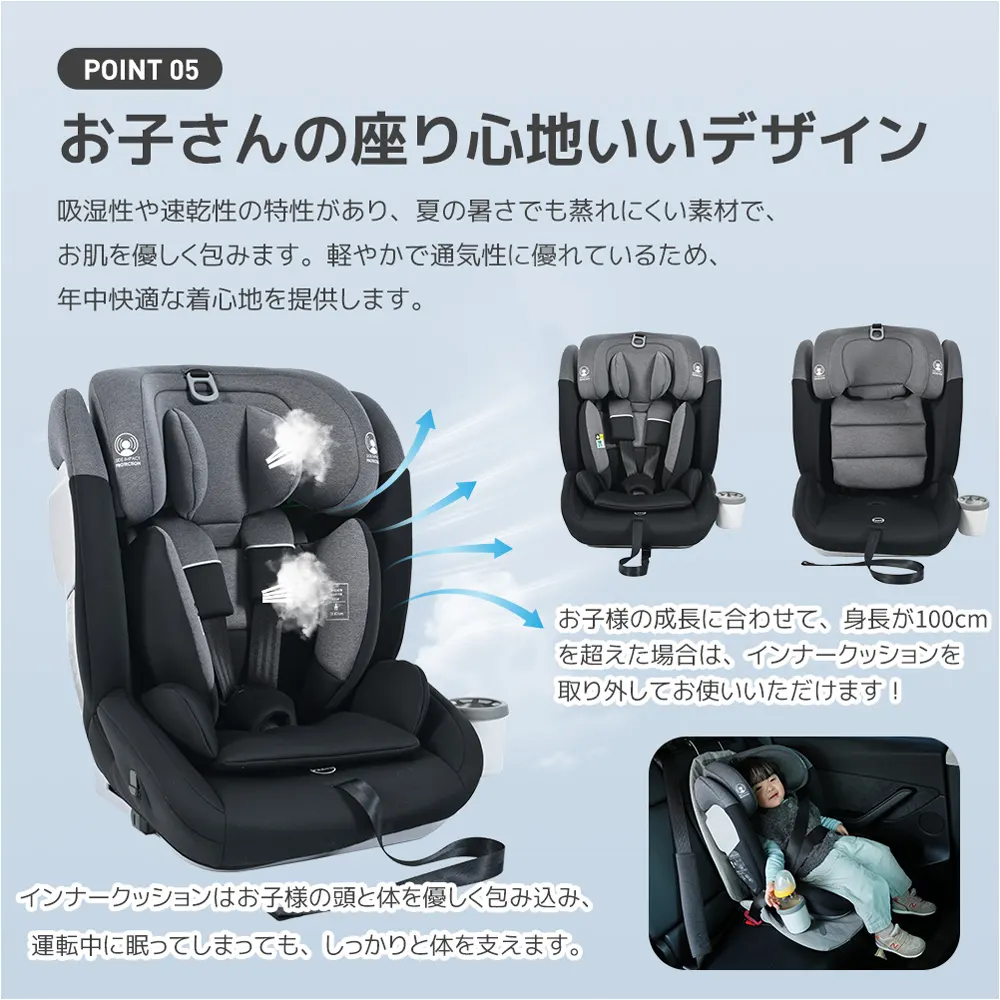 POINT 05
お子さんの座り心地いいデザイン
吸湿性や速乾性の特性があり、夏の暑さでも蒸れにくい素材で、
お肌を優しく包みます。軽やかで通気性に優れているため、
年中快適な着心地を提供します。
SIDE IMPACT
PROTECTION
お子様の成長に合わせて、身長が100cm
を超えた場合は、インナークッションを
取り外してお使いいただけます！
インナークッションはお子様の頭と体を優しく包み込み、
運転中に眠ってしまっても、しっかりと体を支えます。